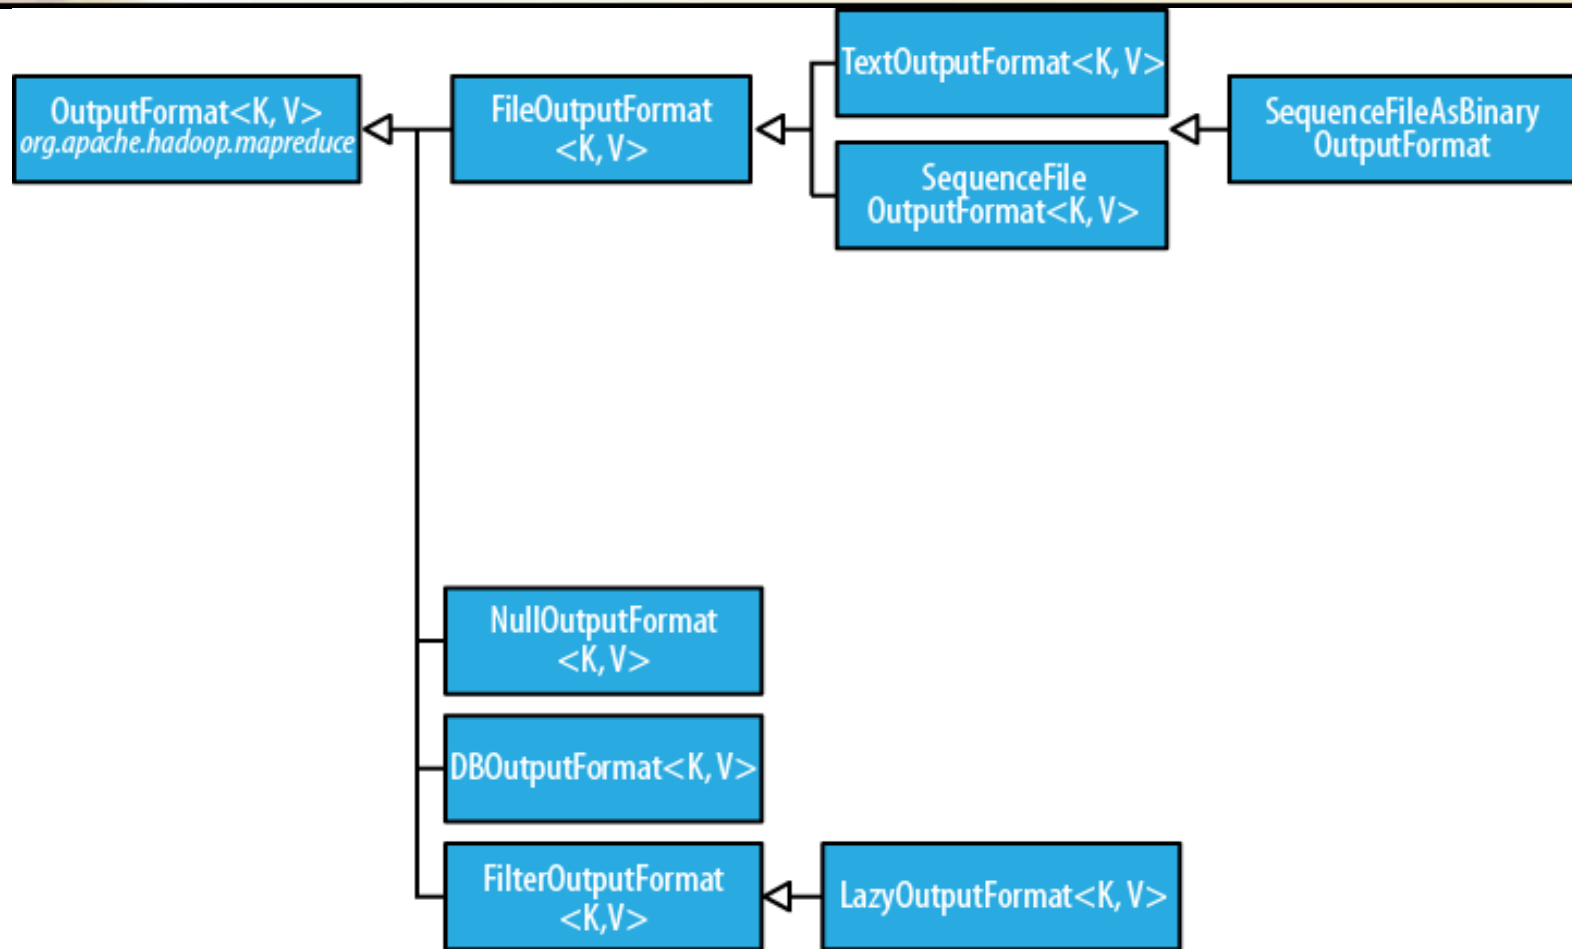 OutputFormat<K, V>
org.apache.hadoop.mapreduce
FileOutputFormat
<K, V>
TextOutputFormat<K, V>
SequenceFile
OutputFormat<K, V>
SequenceFileAsBinary
OutputFormat
NullOutputFormat
<K, V>
DBOutputFormat<K, V>
FilterOutputFormat
<K,V>
LazyOutputFormat<K, V>